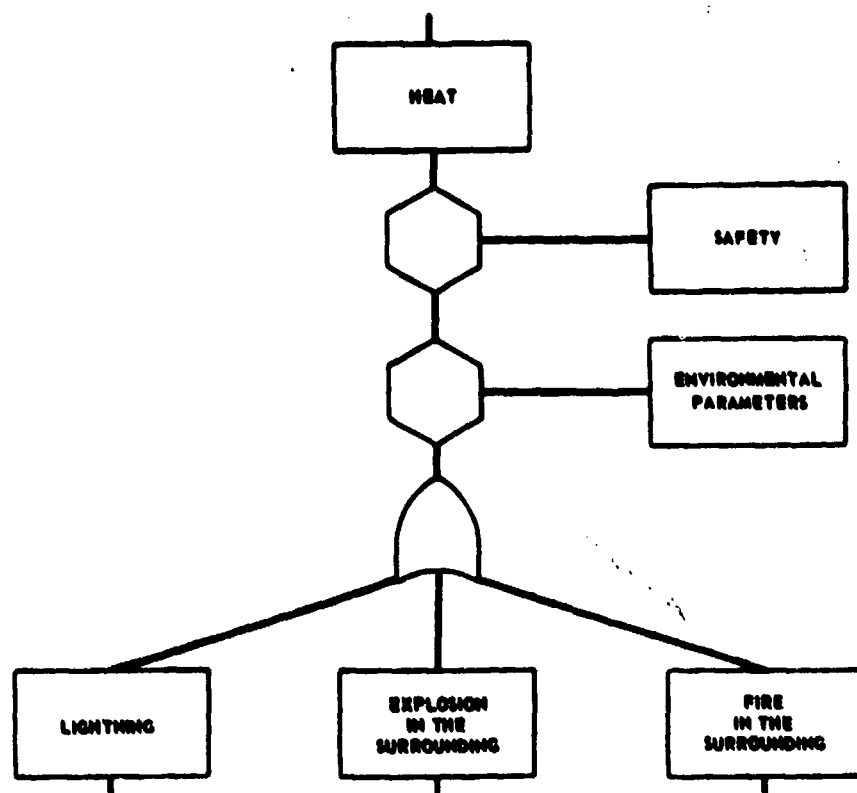 HEAT
SAFETY
ENVIRONMENTAL
PARAMETERS
LIGHTNING
EXPLOSION
IN THE
SURROUNDING
FIRE
IN THE
SURROUNDING